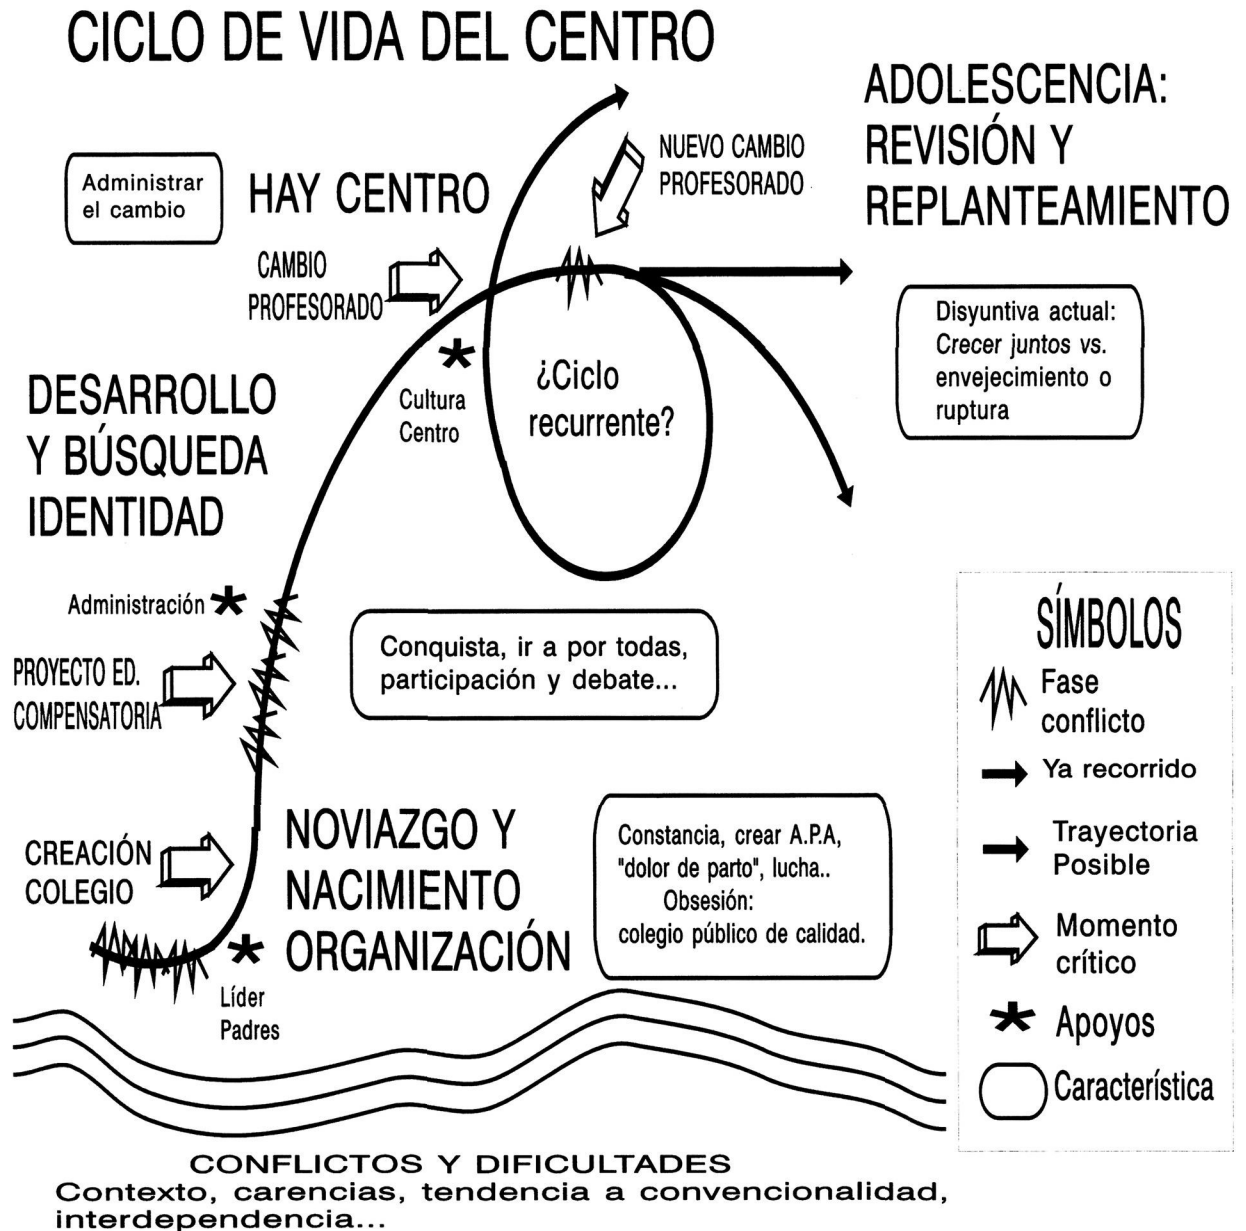 CICLO DE VIDA DEL CENTRO
ADOLESCENCIA:
REVISIÓN Y
REPLANTEAMIENTO
NUEVO CAMBIO
PROFESORADO
Administrar
el cambio
HAY CENTRO
CAMBIO
PROFESORADO
Disyuntiva actual:
Crecer juntos vs.
envejecimiento o
ruptura
¿Ciclo
recurrente?
Cultura
Centro
DESARROLLO
Y BÚSQUEDA
IDENTIDAD
Administración
PROYECTO ED.
COMPENSATORIA
Conquista, ir a por todas,
participación y debate...
CREACIÓN
COLEGIO
NOVIAZGO Y
NACIMIENTO
ORGANIZACIÓN
Constancia, crear A.P.A,
"dolor de parto", lucha..
Obsesión:
colegio público de calidad.
Líder
Padres
SÍMBOLOS
Fase
conflicto
Ya recorrido
Trayectoria
Posible
Momento
crítico
Apoyos
Característica
CONFLICTOS Y DIFICULTADES
Contexto, carencias, tendencia a convencionalidad,
interdependencia...